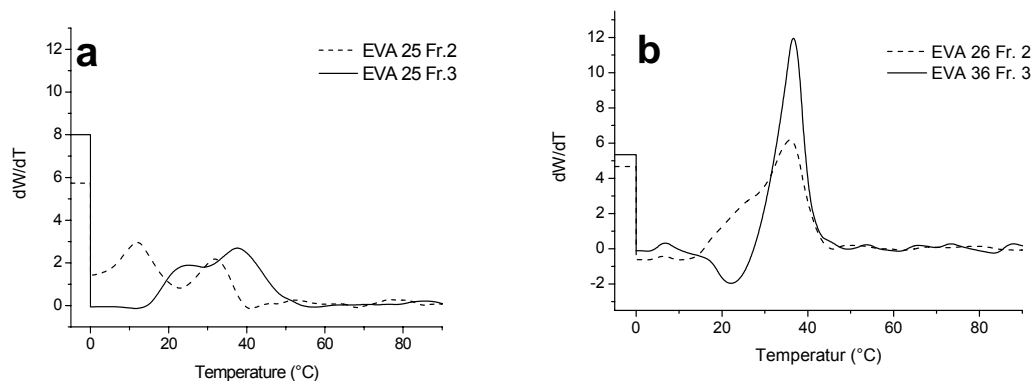 a
EVA 25 Fr.2
EVA 25 Fr.3
12
10
8
6
4
2
0
dW/dT
0 20 40 60 80
Temperature (°C)
b
EVA 26 Fr. 2
EVA 36 Fr. 3
12
10
8
6
4
2
0
-2
dW/dT
0 20 40 60 80
Temperatur (°C)